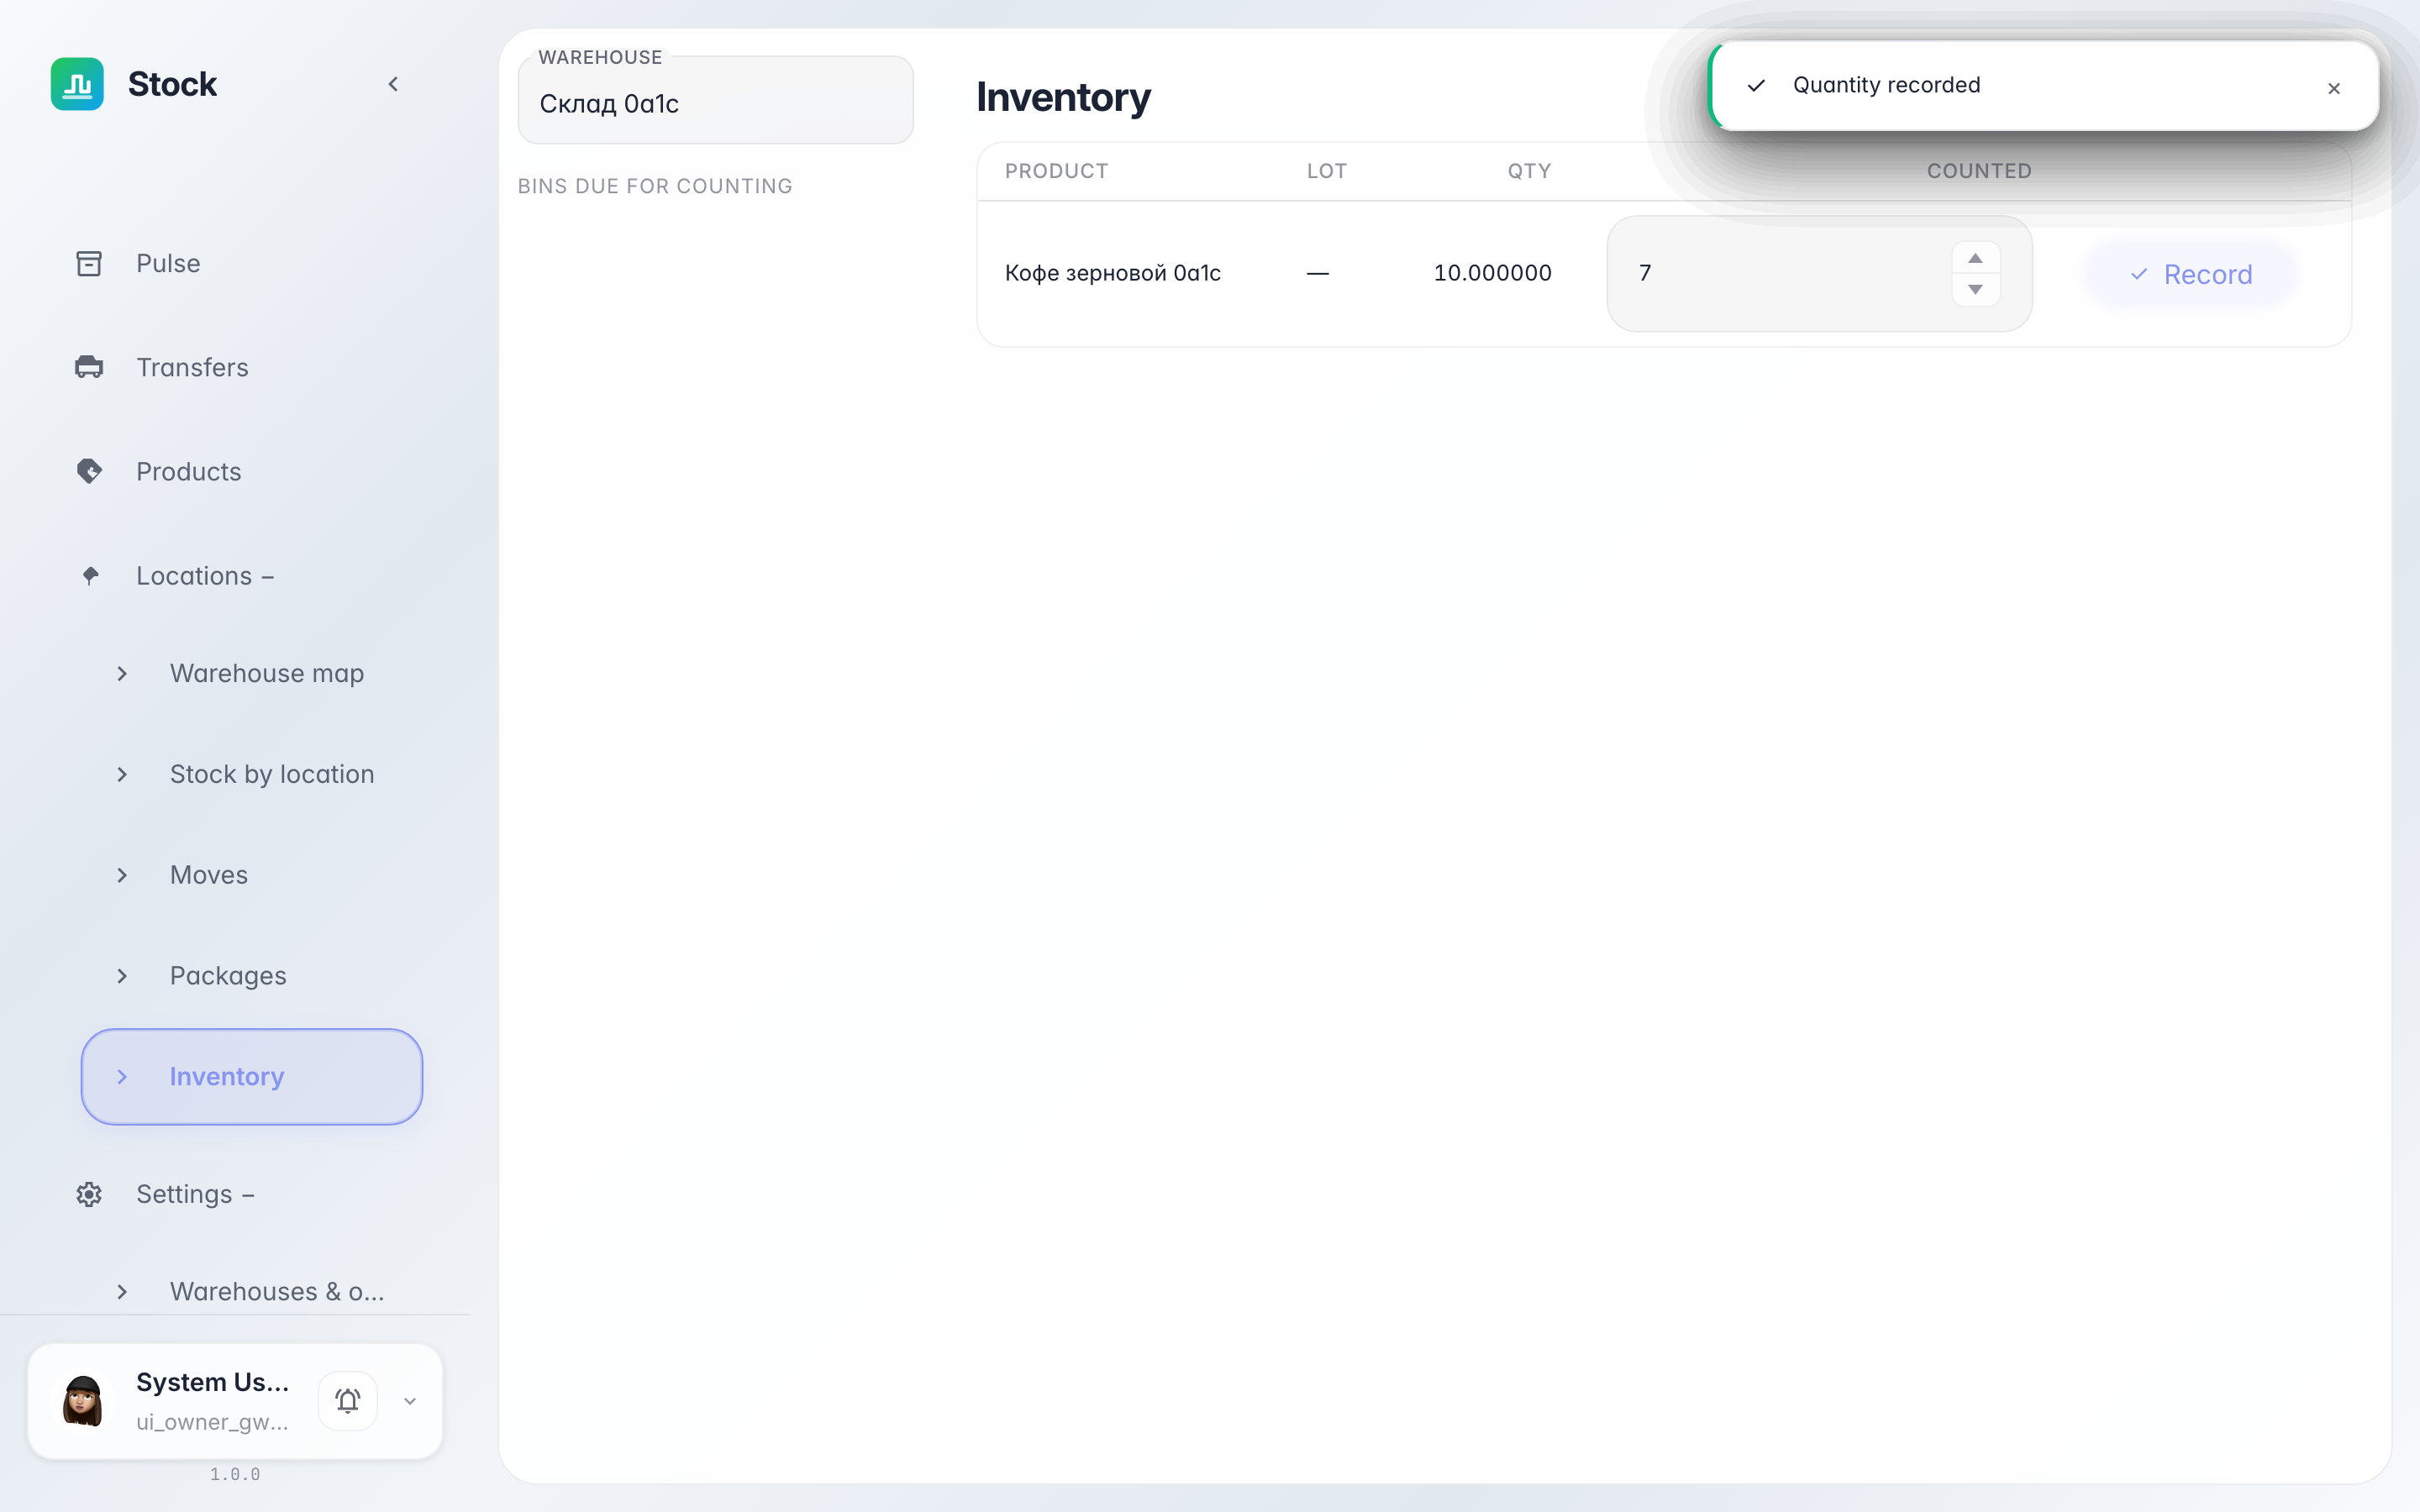 Stock
Pulse
Transfers
Products
Locations –
Warehouse map
Stock by location
Moves
Packages
Inventory
Settings –
Warehouses & o...
System Us...
ui_owner_gw...
1.0.0
WAREHOUSE
Склад 0a1c
BINS DUE FOR COUNTING
Inventory
Quantity recorded
PRODUCT LOT QTY COUNTED
Кофе зерновой 0a1c — 10.000000 7 Record